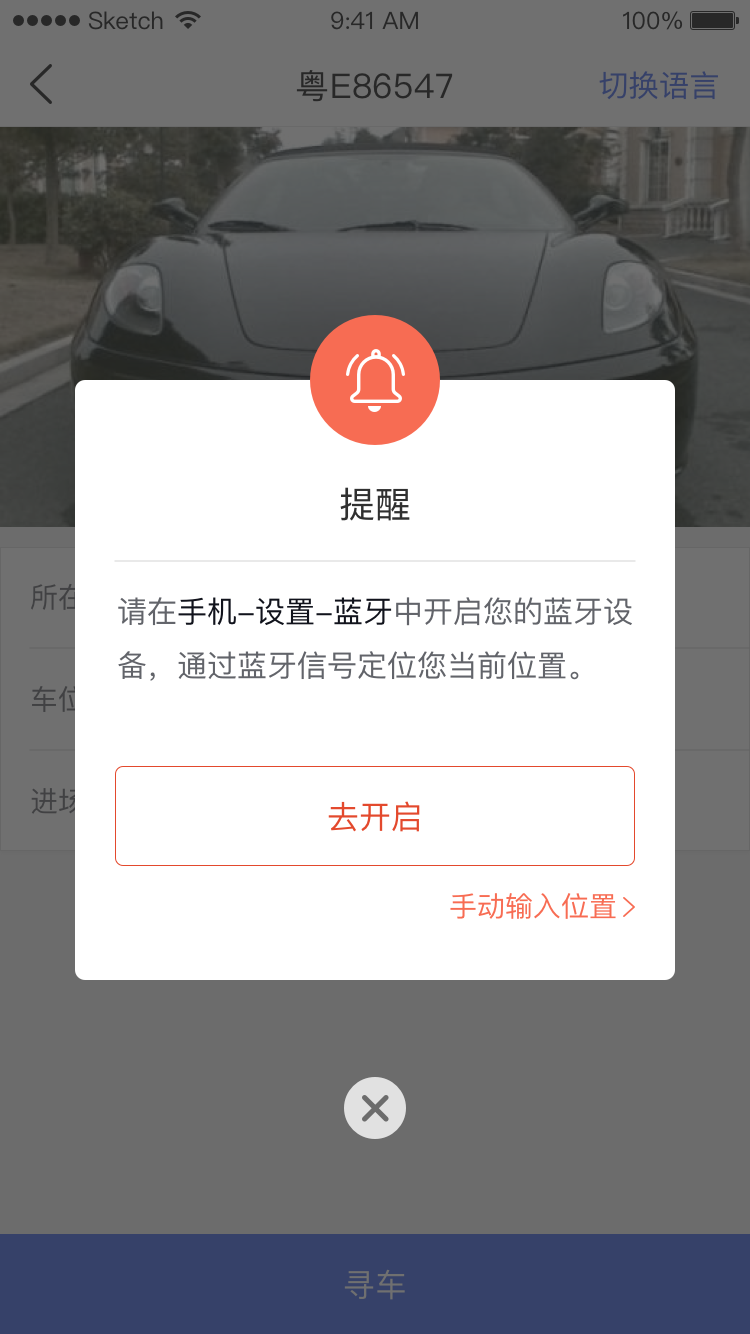 Sketch 9:41 AM 100%
粤E86547 切换语言
提醒
所在
请在手机-设置-蓝牙中开启您的蓝牙设
备，通过蓝牙信号定位您当前位置。
车位
进场
去开启
手动输入位置
寻车